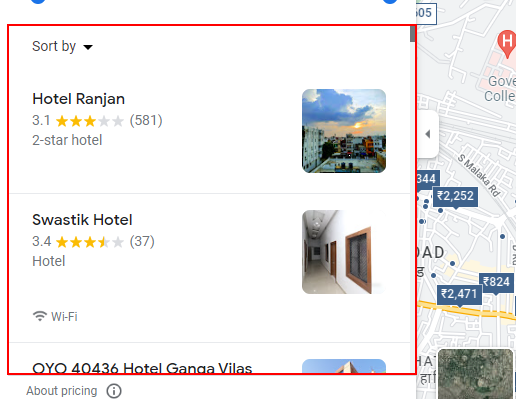 Sort by
Hotel Ranjan
3.1 (581)
2-star hotel
Swastik Hotel
3.4 (37)
Hotel
Wi-Fi
OYO 40436 Hotel Ganga Vilas
About pricing
605
H
Gove
Colle
S Malaka Rd
344
₹2,252
OAD
₹824
₹2,471
HAT